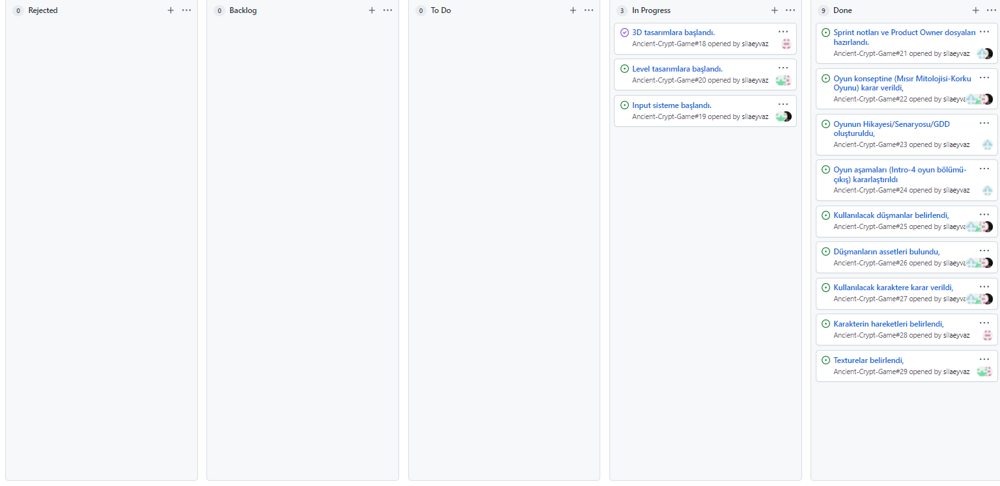 0 Rejected
0 Backlog
0 To Do
3 In Progress
3D tasarımlara başlandı.
Ancient-Crypt-Game#18 opened by silaeyvaz
Level tasarımlara başlandı.
Ancient-Crypt-Game#20 opened by silaeyvaz
Input sisteme başlandı.
Ancient-Crypt-Game#19 opened by silaeyvaz
9 Done
Sprint notları ve Product Owner dosyaları
hazırlandı.
Ancient-Crypt-Game#21 opened by silaeyvaz
Oyun konseptine (Mısır Mitolojisi-Korku
Oyunu) karar verildi,
Ancient-Crypt-Game#22 opened by silaeyva
Oyunun Hikayesi/Senaryosu/GDD
oluşturuldu,
Ancient-Crypt-Game#23 opened by silaeyvaz
Oyun aşamaları (Intro-4 oyun bölümü-
çıkış) kararlaştırıldı
Ancient-Crypt-Game#24 opened by silaeyvaz
Kullanılacak düşmanlar belirlendi,
Ancient-Crypt-Game#25 opened by silaeyva
Düşmanların assetleri bulundu,
Ancient-Crypt-Game#26 opened by silaeyva
Kullanılacak karaktere karar verildi,
Ancient-Crypt-Game#27 opened by silaeyva
Karakterin hareketleri belirlendi,
Ancient-Crypt-Game#28 opened by silaeyvaz
Texturelar belirlendi,
Ancient-Crypt-Game#29 opened by silaeyvaz